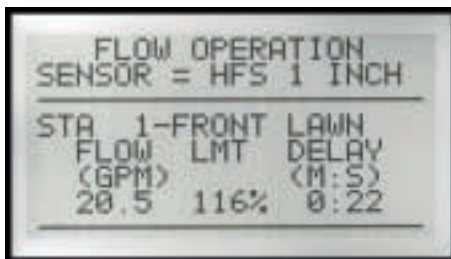 FLOW OPERATION
SENSOR = HFS 1 INCH
STA 1-FRONT LAWN
FLOW LMT DELAY
(GPM) (M:S)
20.5 116% 0:22